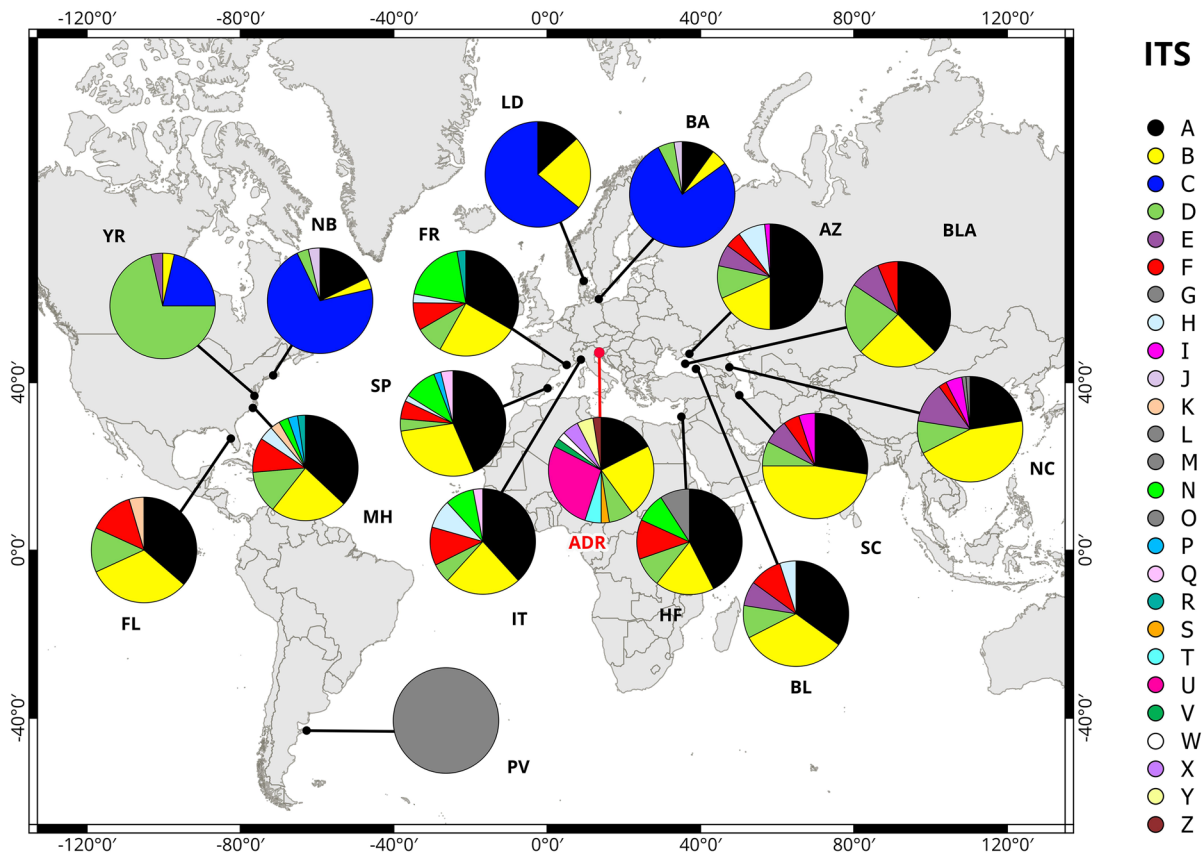 -120°0′ -80°0′ -40°0′ 0°0′ 40°0′ 80°0′ 120°0′
ITS
LD
BA
NB
YR
FR
AZ
BLA
SP
40°0′
40°0′
NC
MH
ADR
SC
0°0′
0°0′
FL
IT
HF
BL
-40°0′
-40°0′
PV
-120°0′ -80°0′ -40°0′ 0°0′ 40°0′ 80°0′ 120°0′
A
B
C
D
E
F
G
H
I
J
K
L
M
N
O
P
Q
R
S
T
U
V
W
X
Y
Z